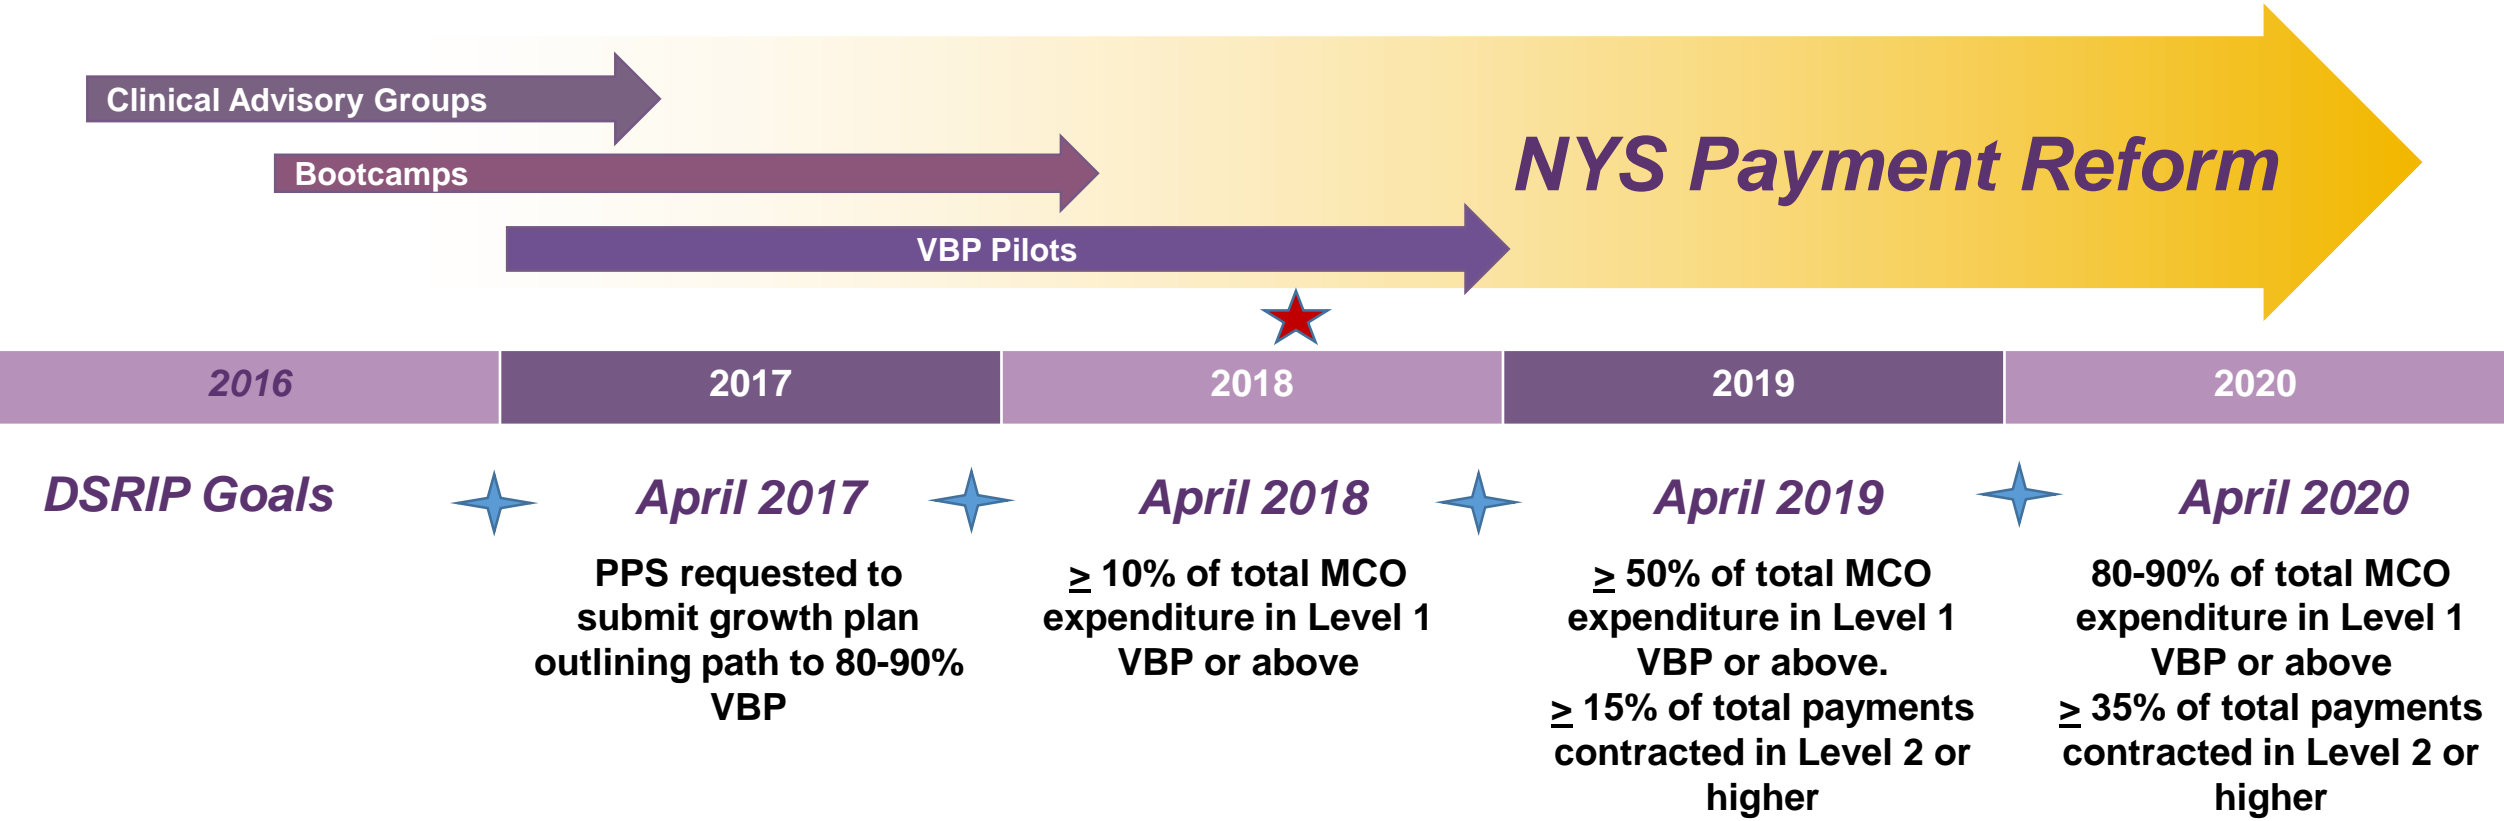 Clinical Advisory Groups
Bootcamps
VBP Pilots
NYS Payment Reform
2016
2017
2018
2019
2020
DSRIP Goals
April 2017
PPS requested to
submit growth plan
outlining path to 80-90%
VBP
April 2018
≥ 10% of total MCO
expenditure in Level 1
VBP or above
April 2019
≥ 50% of total MCO
expenditure in Level 1
VBP or above.
≥ 15% of total payments
contracted in Level 2 or
higher
April 2020
80-90% of total MCO
expenditure in Level 1
VBP or above
≥ 35% of total payments
contracted in Level 2 or
higher